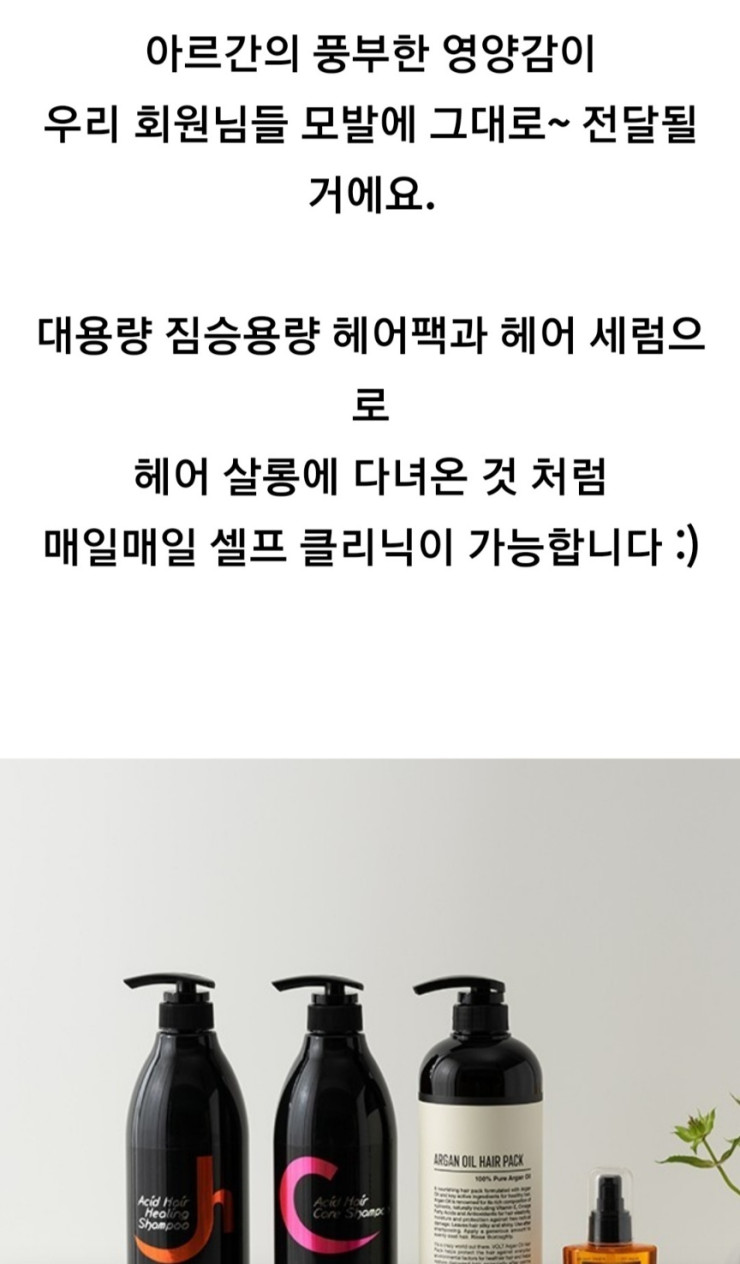 아르간의 풍부한 영양감이
우리 회원님들 모발에 그대로~ 전달될
거에요.
대용량 짐승용량 헤어팩과 헤어 세럼으
로
헤어 살롱에 다녀온 것 처럼
매일매일 셀프 클리닉이 가능합니다 :)
h
Acid Hair
Healing
Shampoo
C
Acid Hair
Care Shampoo
ARGAN OIL HAIR PACK
100% Pure Argan Oil